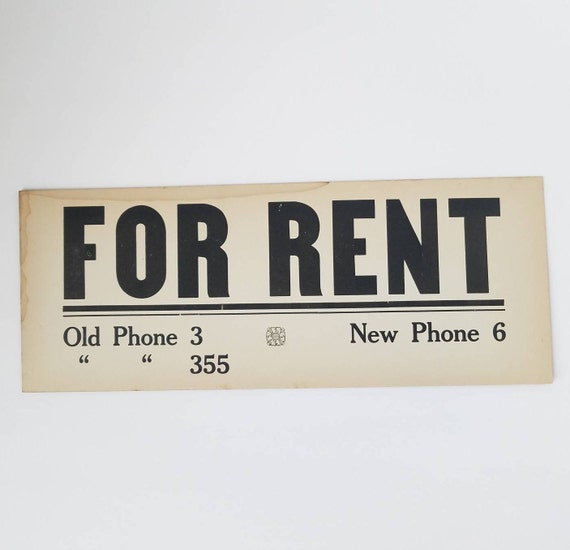 FOR RENT
Old Phone 3 New Phone 6
“ “ 355